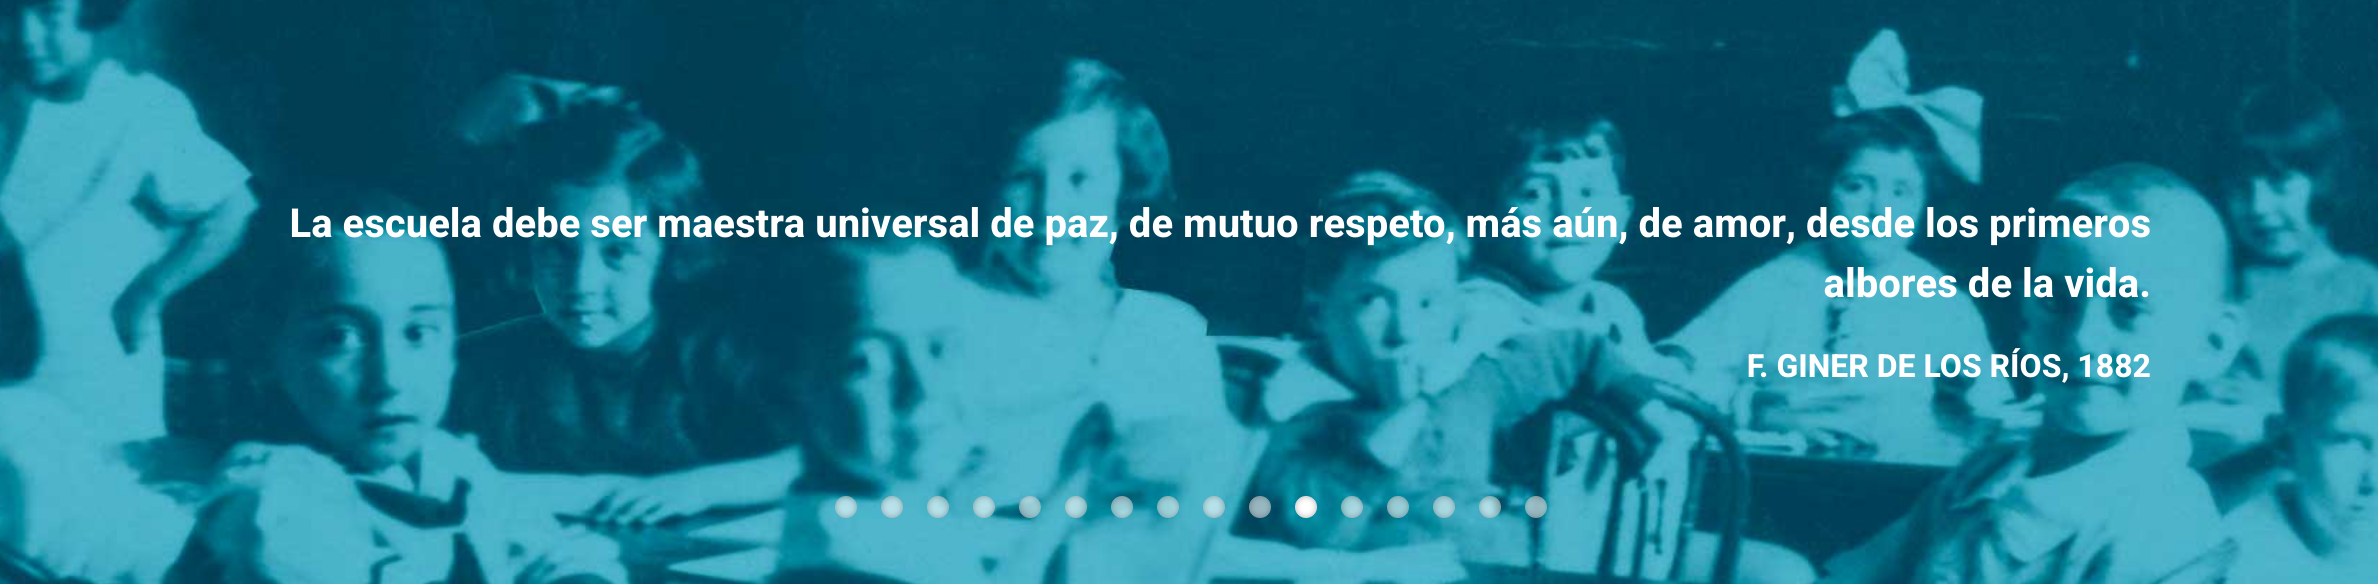 La escuela debe ser maestra universal de paz, de mutuo respeto, más aún, de amor, desde los primeros
albores de la vida.
F. GINER DE LOS RÍOS, 1882